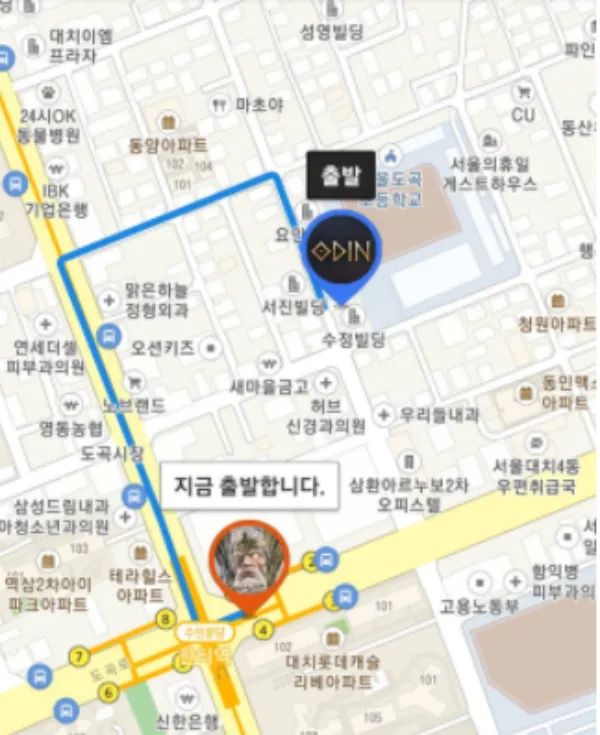 성영빌딩
대치이엠
프라자
파인
24시OK
동물병원
마초야
CU
동산
동양아파트
102
104
101
출발
울도곡
초등학교
서울의휴일
게스트하우스
IBK
기업은행
요인
ODIN
맑은하늘
정형외과
서진빌딩
수정빌딩
청원아파트
연세더셀
피부과의원
오션키즈
새마을금고
동민맥스
아파트
노브랜드
허브
신경과의원
우리들내과
영동농협
도곡시장
지금 출발합니다.
삼환아르누보2차
오피스텔
서울대치4동
우편취급국
삼성드림내과
아청소년과의원
103
역삼2차아이
파크아파트
테라힐스
아파트
2
3
101
함익병
피부과의
고용노동부
8
수인분당
한티역
4
102
7
도곡로
6
대치롯데캐슬
리베아파트
101
신한은행
105